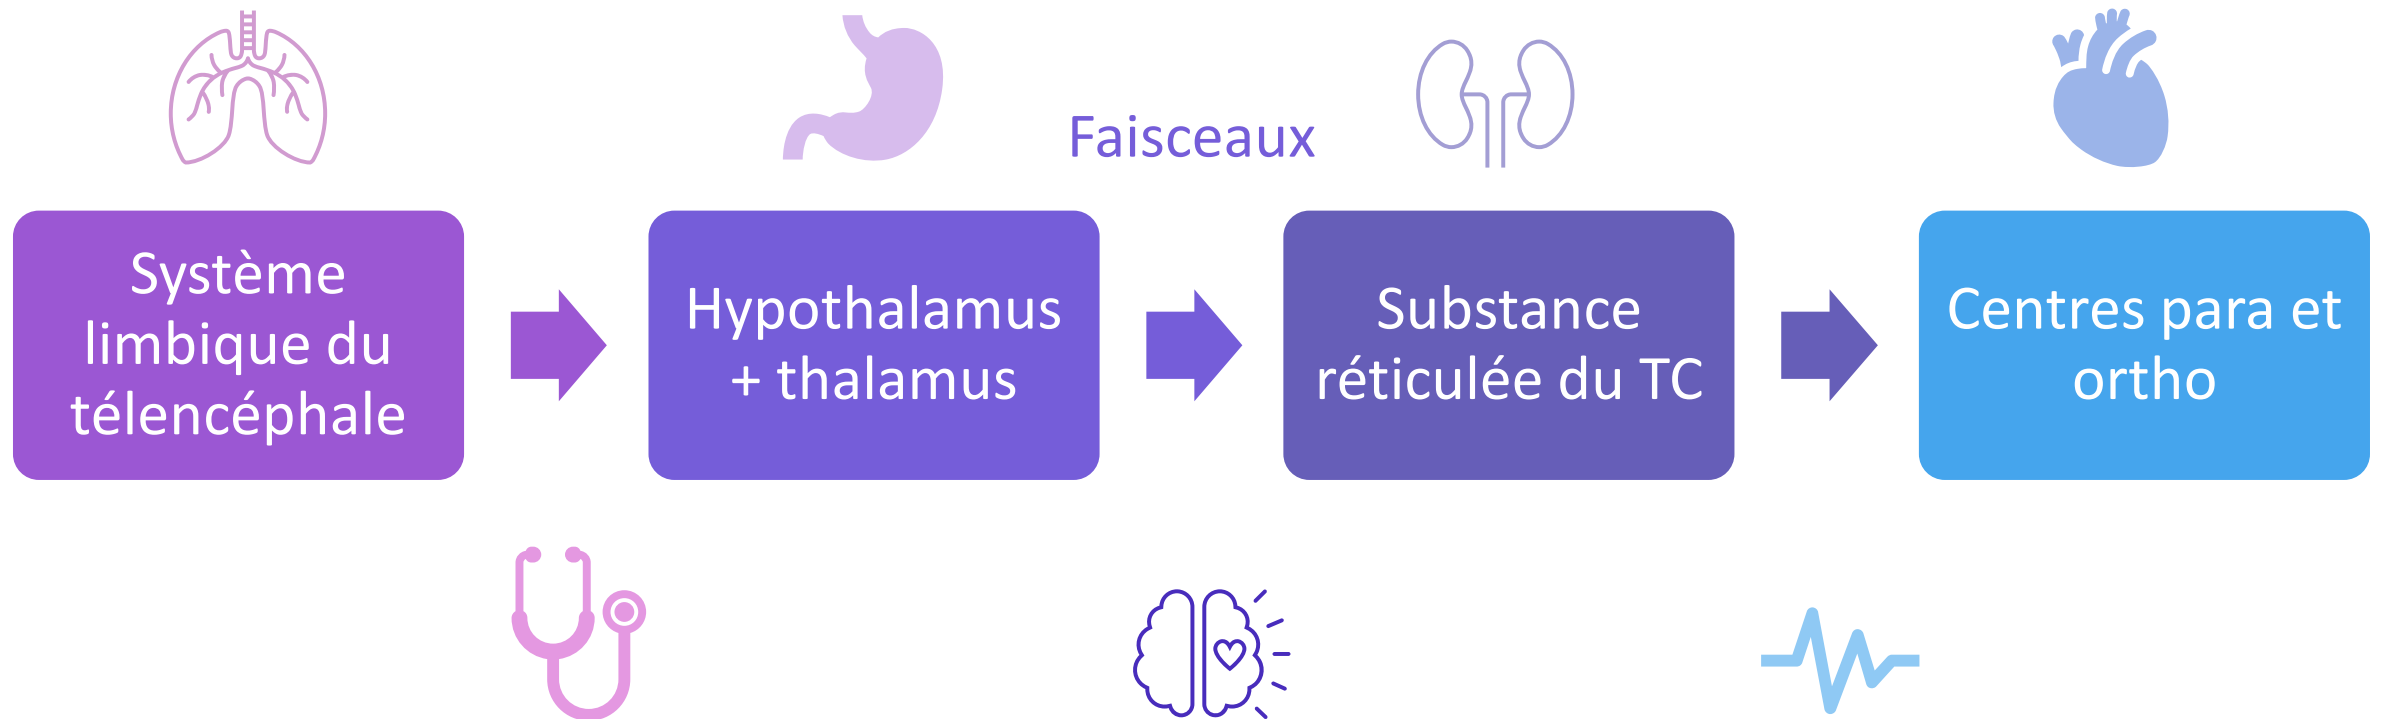 Faisceaux
Système
limbique du
télencéphale
Hypothalamus
+ thalamus
Substance
réticulée du TC
Centres para et
ortho